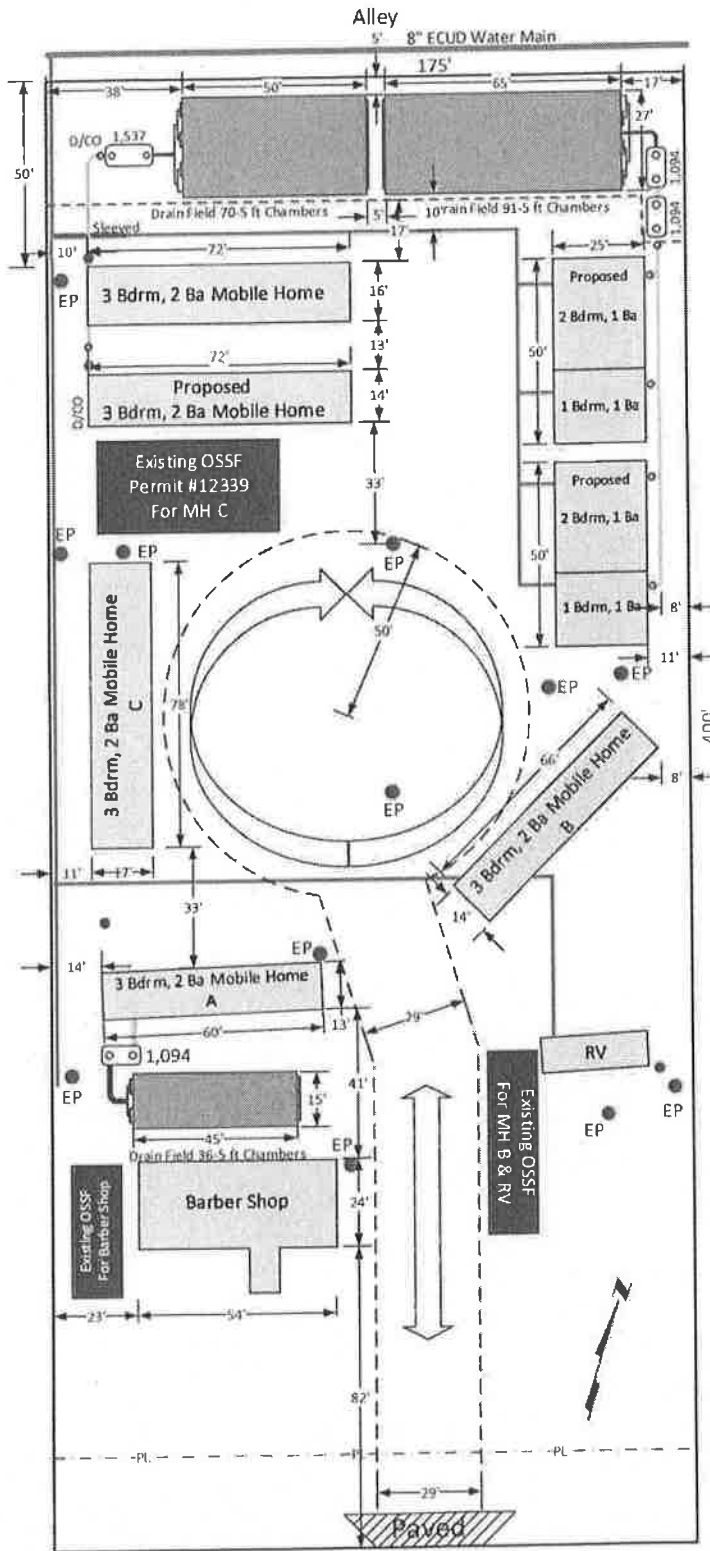 Alley
5' 8" ECUD Water Main
175'
38' 50' 65' 17'
D/CO 1,537
27'
50'
1,094
1,094
Drain Field 70-5 ft Chambers 5' 10' rain Field 91-5 ft Chambers
Sleeved
10' 72' 17' 25'
EP
3 Bdrm, 2 Ba Mobile Home
16'
Proposed
2 Bdrm, 1 Ba
50'
13'
72'
Proposed
3 Bdrm, 2 Ba Mobile Home
14'
1 Bdrm, 1 Ba
D/CO
Existing OSSF
Permit #12339
For MH C
33'
Proposed
2 Bdrm, 1 Ba
50'
1 Bdrm, 1 Ba
EP
EP
EP
50'
8'
11'
3 Bdrm, 2 Ba Mobile Home
C
78'
17'
EP
EP
400'
66'
8'
EP
3 Bdrm, 2 Ba Mobile Home
B
14'
11'
33'
14'
EP
3 Bdrm, 2 Ba Mobile Home
A
13'
60'
29'
1,094
41'
RV
EP
15'
45'
Existing OSSF
For MH B & RV
EP
EP
Drain Field 36-5 ft Chambers
EP
Existing OSSF
For Barber Shop
Barber Shop
24'
23' 54'
82'
PL PL PL
29'
Paved